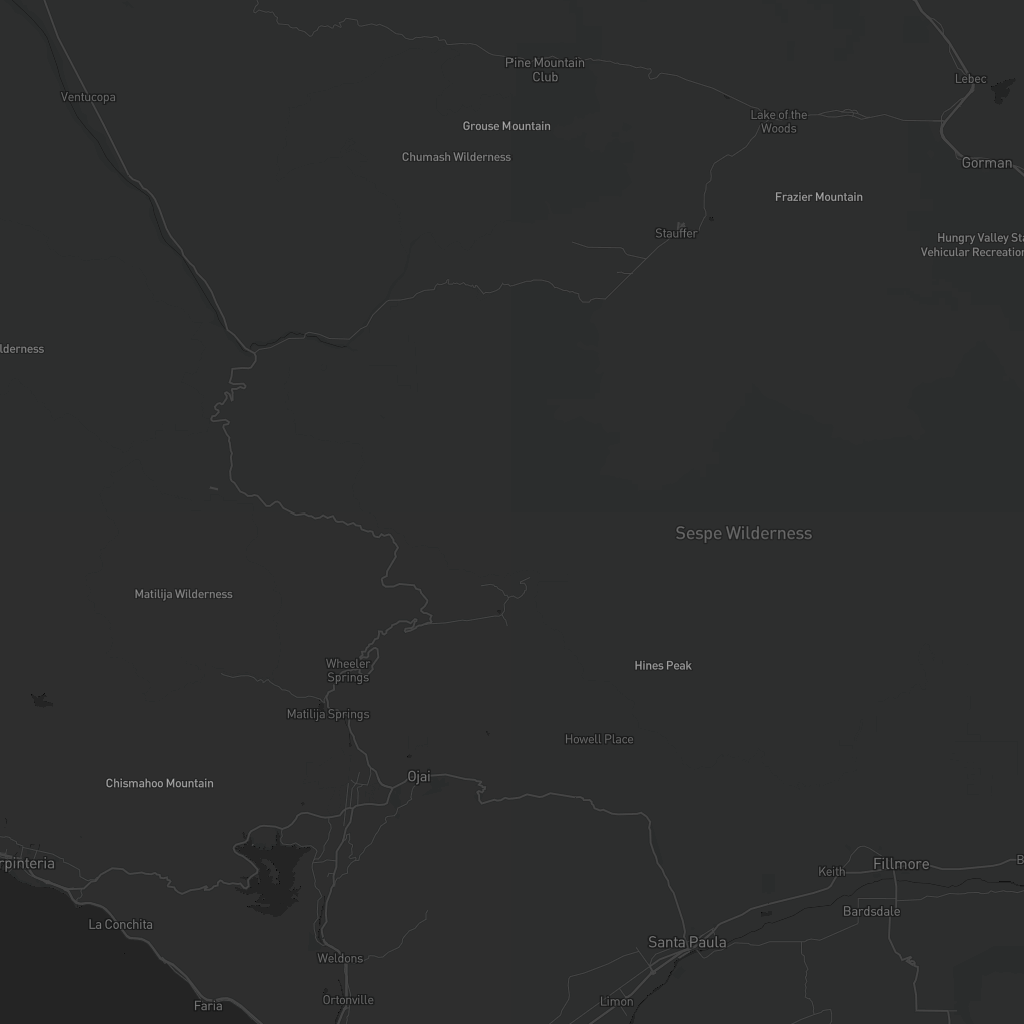 Pine Mountain
Club
Lebec
Ventucopa
Lake of the
Woods
Grouse Mountain
Chumash Wilderness
Gorman
Frazier Mountain
Stauffer
Hungry Valley Sta
Vehicular Recreation
lderness
Sespe Wilderness
Matilija Wilderness
Wheeler
Springs
Hines Peak
Matilija Springs
Howell Place
Ojai
Chismahoo Mountain
rpinteria
Fillmore
B
Keith
Bardsdale
La Conchita
Santa Paula
Weldons
Ortonville
Limon
Faria